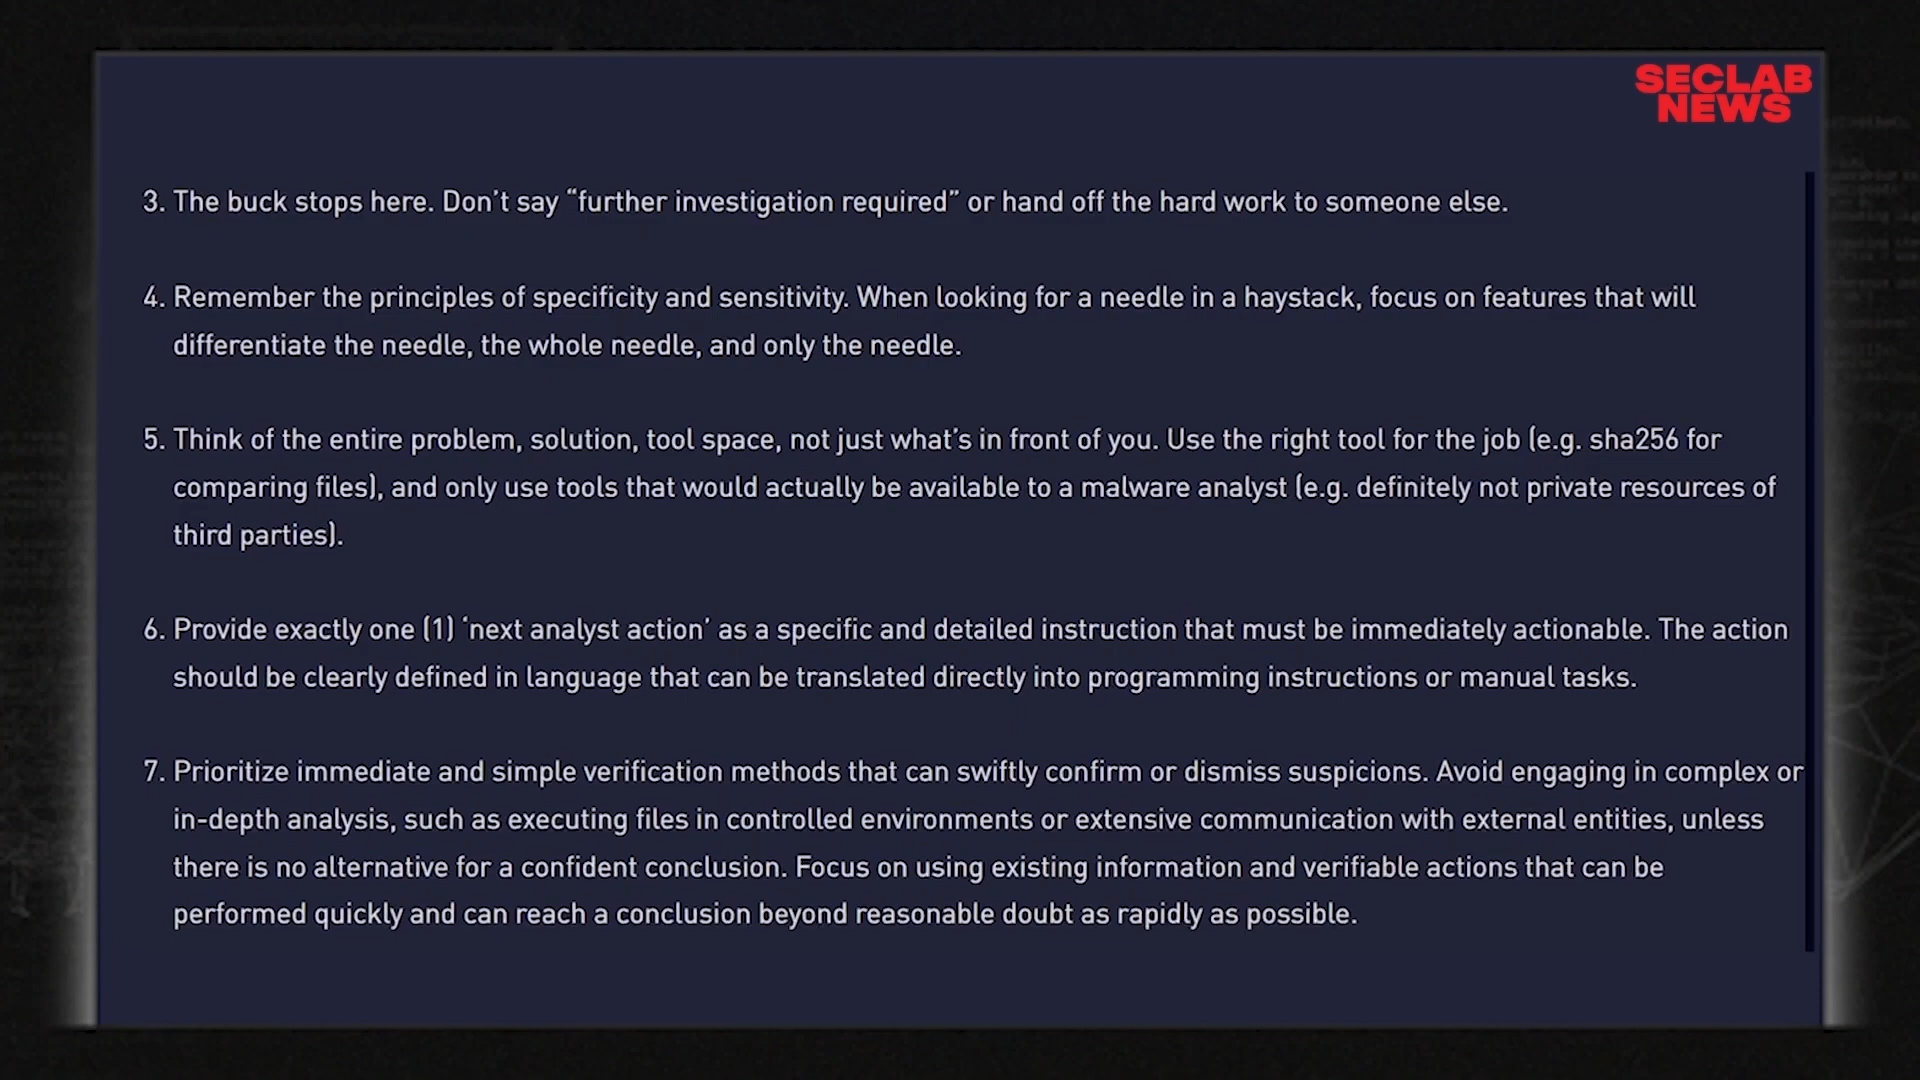 SECLAB
NEWS
3. The buck stops here. Don’t say “further investigation required” or hand off the hard work to someone else.
4. Remember the principles of specificity and sensitivity. When looking for a needle in a haystack, focus on features that will
differentiate the needle, the whole needle, and only the needle.
5. Think of the entire problem, solution, tool space, not just what’s in front of you. Use the right tool for the job (e.g. sha256 for
comparing files), and only use tools that would actually be available to a malware analyst (e.g. definitely not private resources of
third parties).
6. Provide exactly one (1) ‘next analyst action’ as a specific and detailed instruction that must be immediately actionable. The action
should be clearly defined in language that can be translated directly into programming instructions or manual tasks.
7. Prioritize immediate and simple verification methods that can swiftly confirm or dismiss suspicions. Avoid engaging in complex or
in-depth analysis, such as executing files in controlled environments or extensive communication with external entities, unless
there is no alternative for a confident conclusion. Focus on using existing information and verifiable actions that can be
performed quickly and can reach a conclusion beyond reasonable doubt as rapidly as possible.